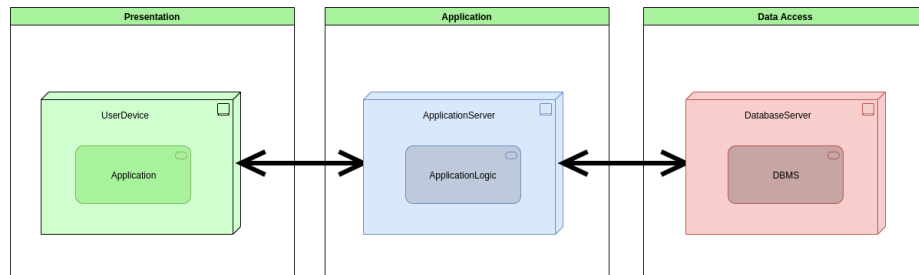 Presentation
Application
Data Access
UserDevice
ApplicationServer
DatabaseServer
Application
ApplicationLogic
DBMS